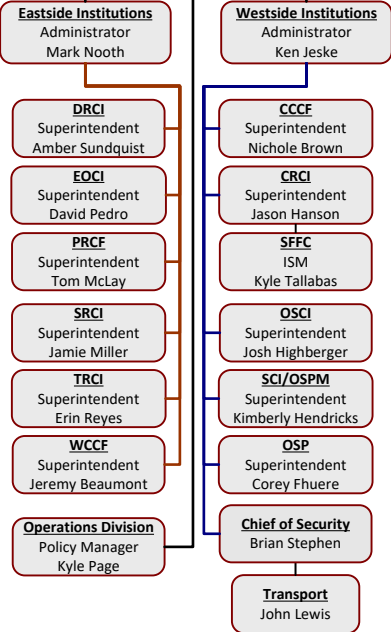 Eastside Institutions
Administrator
Mark Nooth
DRCI
Superintendent
Amber Sundquist
EOCI
Superintendent
David Pedro
PRCF
Superintendent
Tom McLay
SRCI
Superintendent
Jamie Miller
TRCI
Superintendent
Erin Reyes
WCCF
Superintendent
Jeremy Beaumont
Operations Division
Policy Manager
Kyle Page
Westside Institutions
Administrator
Ken Jeske
CCCF
Superintendent
Nichole Brown
CRCI
Superintendent
Jason Hanson
SFFC
ISM
Kyle Tallabas
OSCI
Superintendent
Josh Highberger
SCI/OSPM
Superintendent
Kimberly Hendricks
OSP
Superintendent
Corey Fhuere
Chief of Security
Brian Stephen
Transport
John Lewis